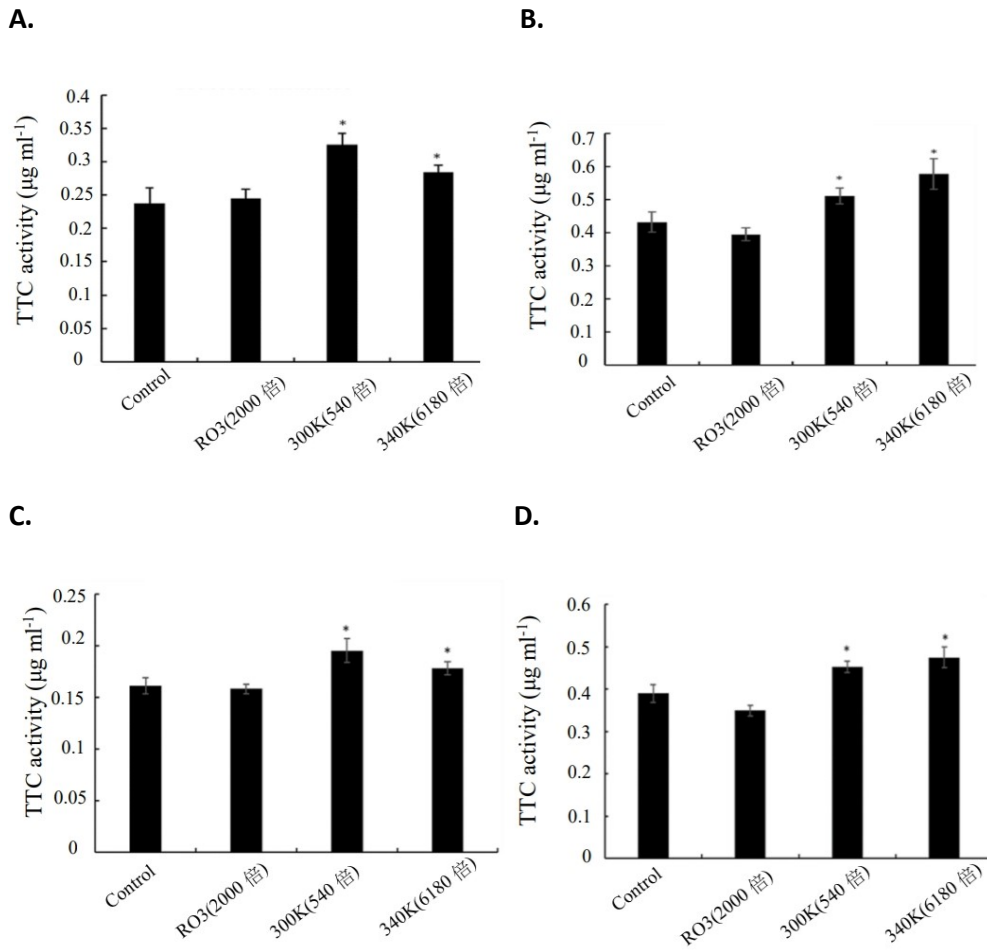 A.
TTC activity (µg ml-1)
0.4
0.35
0.3
0.25
0.2
0.15
0.1
0.05
0
*
*
Control
RO3(2000 倍)
300K(540 倍)
340K(6180 倍)
B.
TTC activity (µg ml-1)
0.7
0.6
0.5
0.4
0.3
0.2
0.1
0
*
*
Control
RO3(2000 倍)
300K(540 倍)
340K(6180 倍)
C.
TTC activity (µg ml-1)
0.25
0.2
0.15
0.1
0.05
0
*
*
Control
RO3(2000 倍)
300K(540 倍)
340K(6180 倍)
D.
TTC activity (µg ml-1)
0.6
0.5
0.4
0.3
0.2
0.1
0
*
*
Control
RO3(2000 倍)
300K(540 倍)
340K(6180 倍)